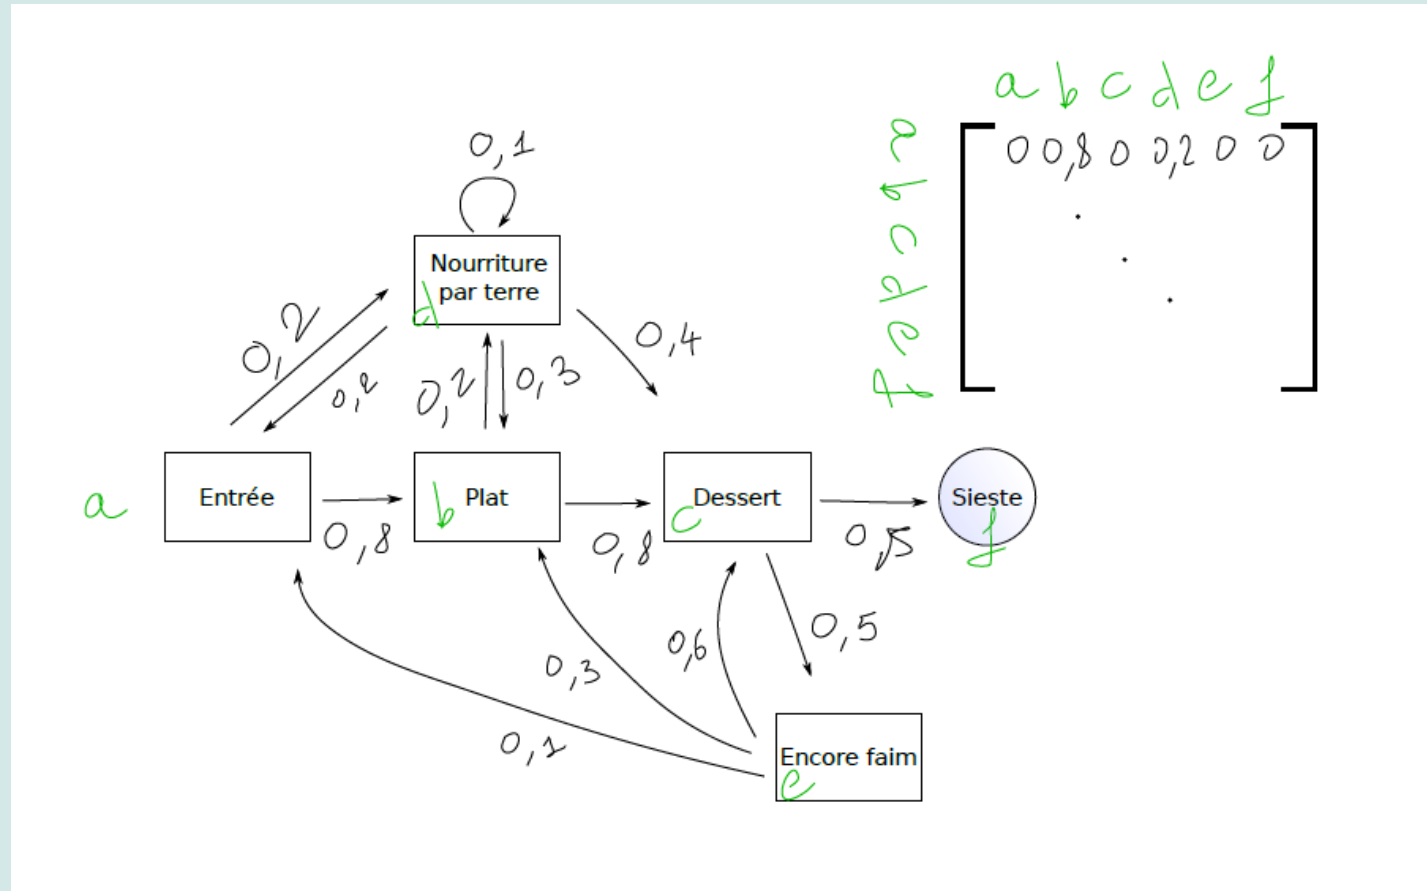 a b c d e f
a
0 0,8 0 0,2 0 0
b
c
d
e
f
0,1
Nourriture
par terre
d
0,2
0,2
0,2
0,3
0,4
a
Entrée
b
Plat
c
Dessert
Sieste
f
0,8
0,8
0,5
0,3
0,6
0,5
0,1
Encore faim
e